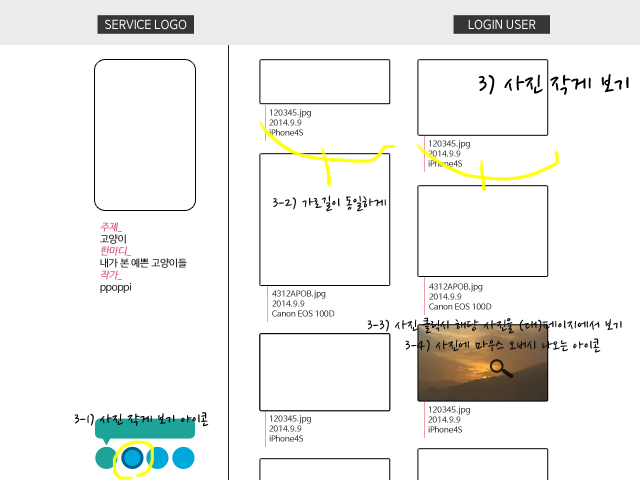 SERVICE LOGO
LOGIN USER
3) 사진 작게 보기
120345.jpg
2014.9.9
iPhone4S
120345.jpg
2014.9.9
iPhone4S
3-2) 가로길이 동일하게
주제_
고양이
한마디_
내가 본 예쁜 고양이들
작가_
ppoppi
4312APOB.jpg
2014.9.9
Canon EOS 100D
4312APOB.jpg
2014.9.9
Canon EOS 100D
3-3) 사진 클릭시 해당 사진을 (대)페이지에서 보기
3-4) 사진에 마우스 오버시 나오는 아이콘
3-1) 사진 작게 보기 아이콘
120345.jpg
2014.9.9
iPhone4S
120345.jpg
2014.9.9
iPhone4S